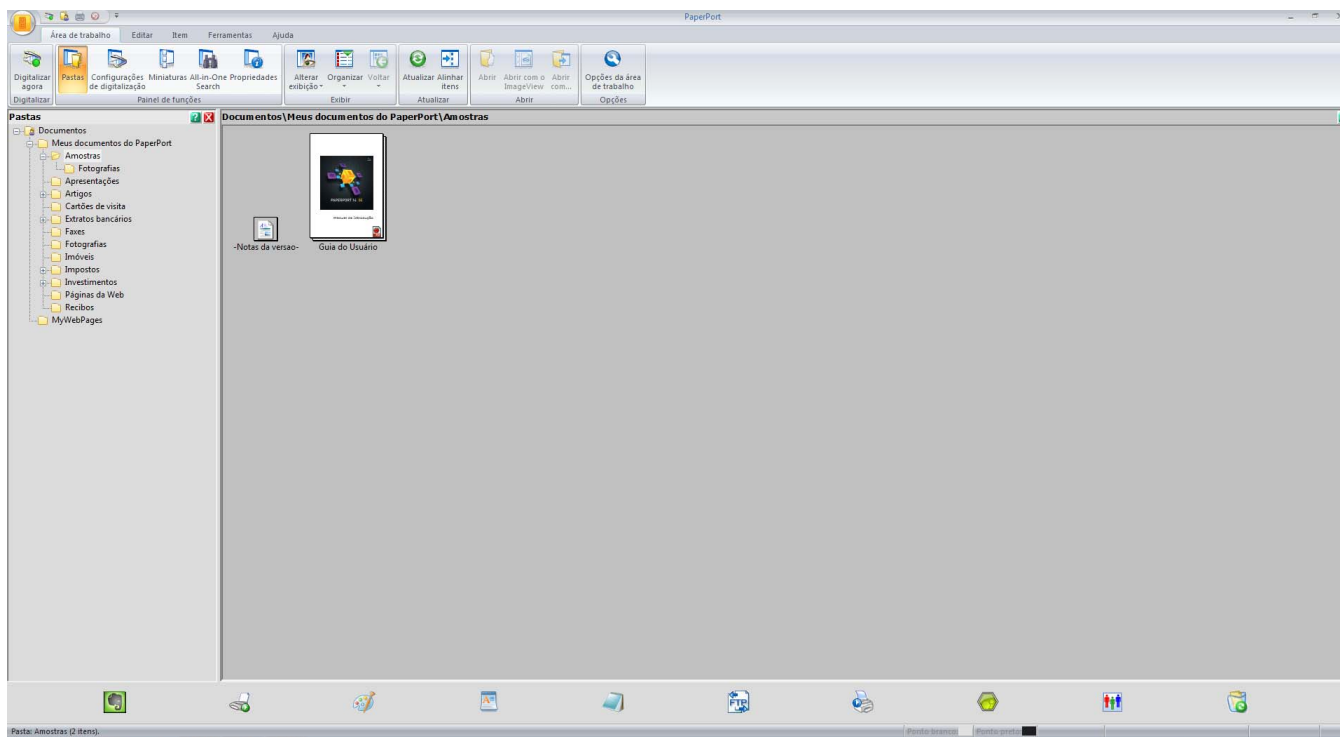 PaperPort
Área de trabalho Editar Item Ferramentas Ajuda
Digitalizar agora
Pastas
Configurações de digitalização
Miniaturas
All-in-One Search
Propriedades
Alterar exibição
Organizar
Voltar
Atualizar
Alinhar itens
Abrir
Abrir com o ImageView
Abrir com...
Opções da área de trabalho
Digitalizar
Painel de funções
Exibir
Atualizar
Abrir
Opções
Pastas
Documentos\Meus documentos do PaperPort\Amostras
Documentos
Meus documentos do PaperPort
Amostras
Fotografias
Apresentações
Artigos
Cartões de visita
Extratos bancários
Faxes
Fotografias
Imóveis
Impostos
Investimentos
Páginas da Web
Recibos
MyWebPages
-Notas da versao-
Guia do Usuário
FTP
Pasta: Amostras (2 itens).
Ponto branco:
Ponto preto: